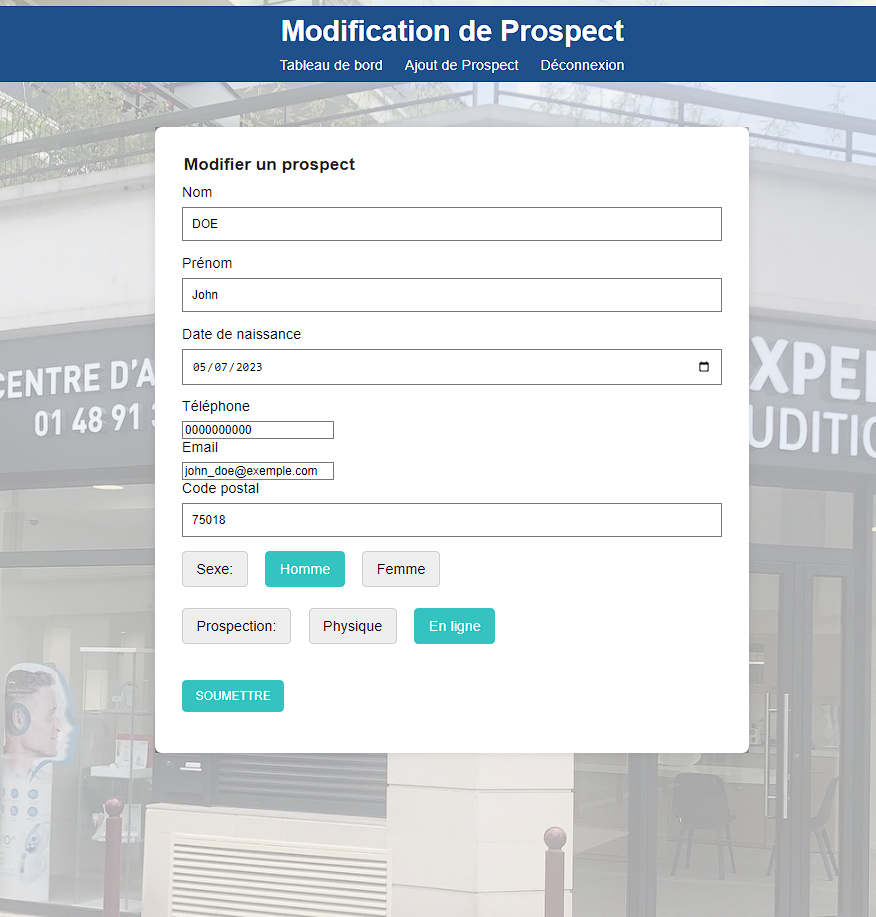 Modification de Prospect
Tableau de bord Ajout de Prospect Déconnexion
Modifier un prospect
Nom
DOE
Prénom
John
Date de naissance
05/07/2023
Téléphone
0000000000
Email
john_doe@exemple.com
Code postal
75018
Sexe: Homme Femme
Prospection: Physique En ligne
SOUMETTRE
CENTRE D'A
01 48 91 3
XPER
UDITIO